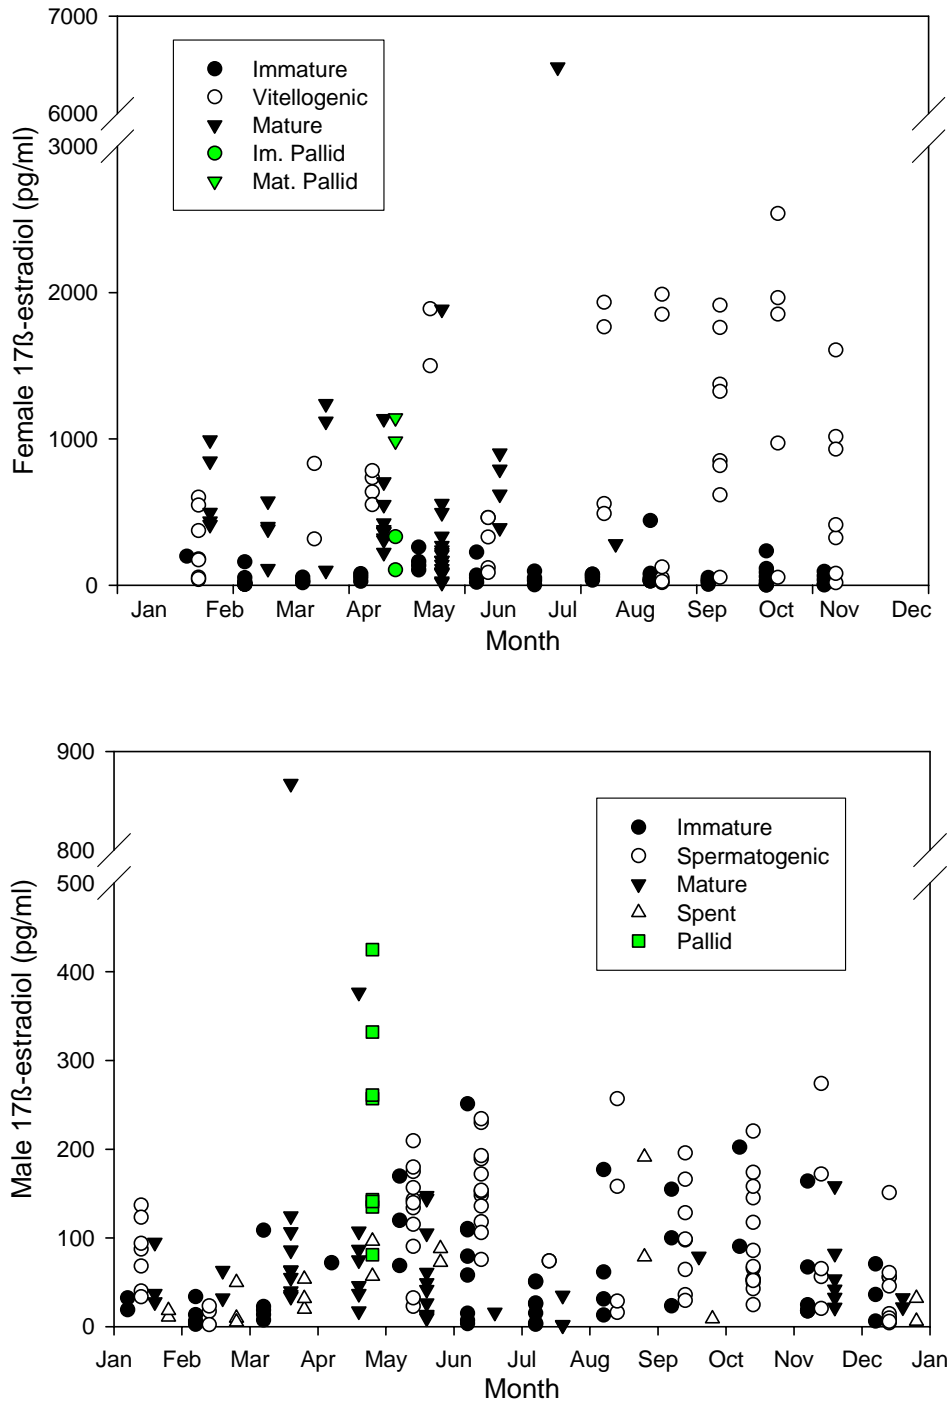 7000
6000
3000
2000
1000
0
Female 17ß-estradiol (pg/ml)
Immature
Vitellogenic
Mature
Im. Pallid
Mat. Pallid
Jan Feb Mar Apr May Jun Jul Aug Sep Oct Nov Dec
Month
900
800
500
400
300
200
100
0
Male 17ß-estradiol (pg/ml)
Immature
Spermatogenic
Mature
Spent
Pallid
Jan Feb Mar Apr May Jun Jul Aug Sep Oct Nov Dec Jan
Month